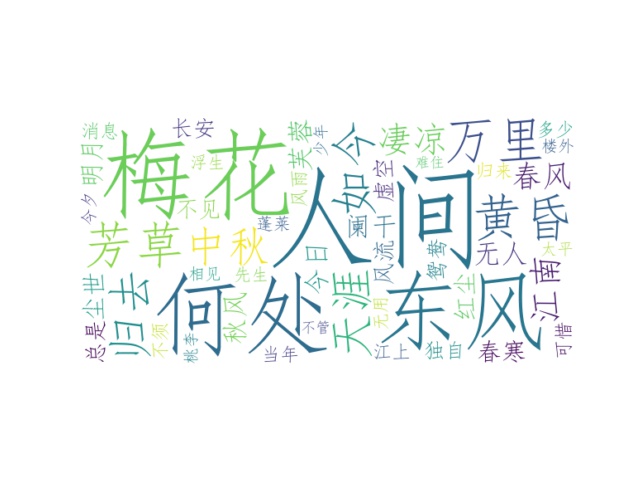 消息
长安
明月
今夕
梅花
浮生
不见
芳草
中秋
尘世
归去
总是
不须
桃李
相见
先生
秋风
何处
当年
不管
今日
天涯
蓬莱
风雨
芙蓉
少年
人间
如今
阑干
虚空
凄凉
难住
万里
多少
楼外
归来
春风
黄昏
无人
太平
风流
鸳鸯
无用
江上
独自
东风
红尘
春寒
江南
可惜